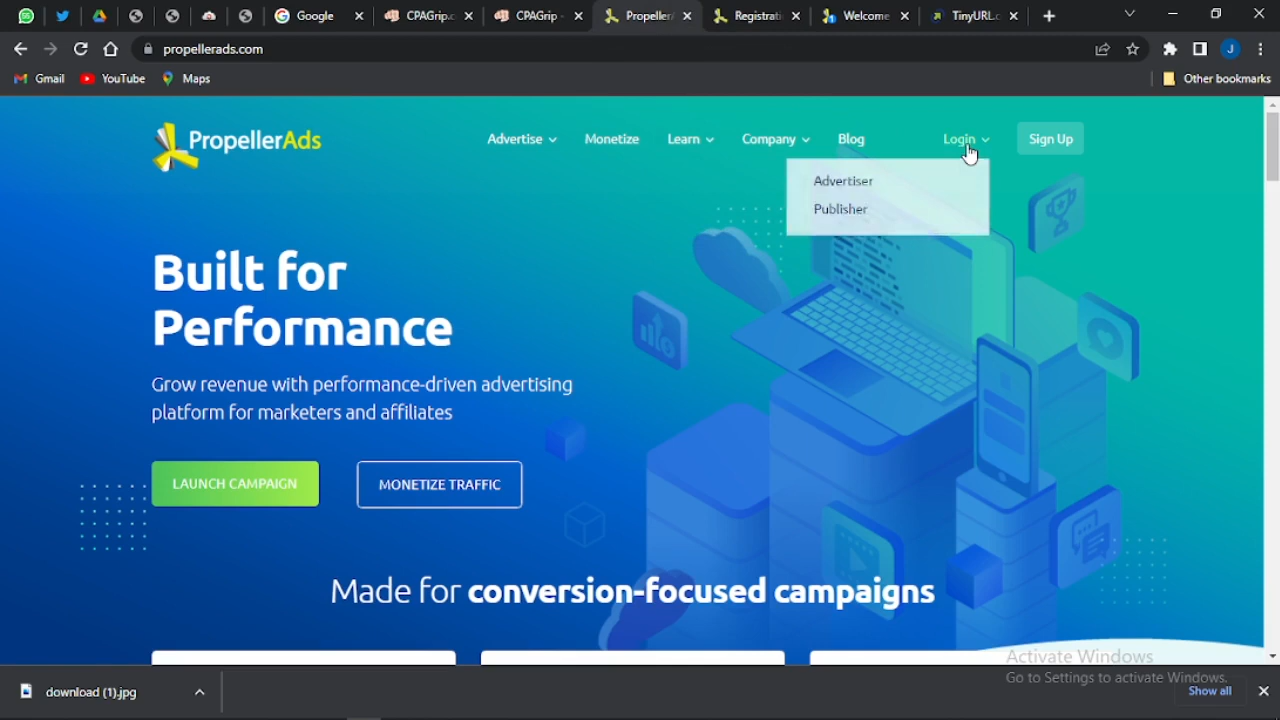 Google
CPAGrip.c
CPAGrip -
Propeller
Registrati
Welcome
TinyURL.c
propellerads.com
J
Gmail
YouTube
Maps
Other bookmarks
PropellerAds
Advertise
Monetize
Learn
Company
Blog
Login
Sign Up
Advertiser
Publisher
Built for
Performance
Grow revenue with performance-driven advertising
platform for marketers and affiliates
LAUNCH CAMPAIGN
MONETIZE TRAFFIC
Made for conversion-focused campaigns
Activate Windows
Go to Settings to activate Windows.
download (1).jpg
Show all